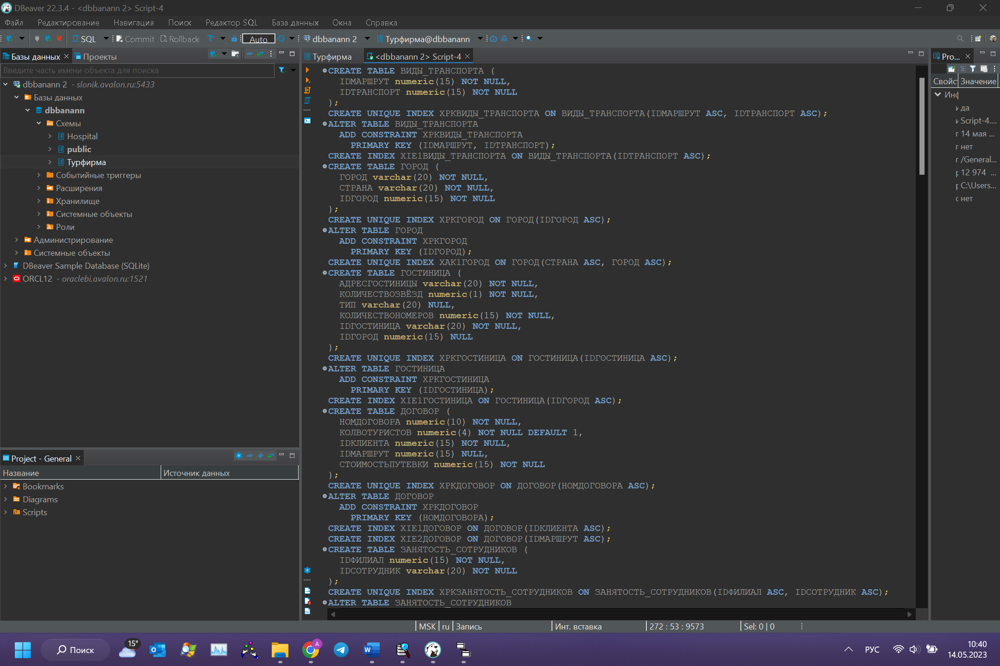 DBeaver 22.3.4 - <dbbanann 2> Script-4
Файл Редактирование Навигация Поиск Редактор SQL База данных Окна Справка
SQL Commit Rollback Auto dbbanann 2 Турфирма@dbbanann
Базы данных Проекты
Введите часть имени объекта для поиска
dbbanann 2 - slonik.avalon.ru:5433
Базы данных
dbbanann
Схемы
Hospital
public
Турфирма
Событийные триггеры
Расширения
Хранилище
Системные объекты
Роли
Администрирование
Системные объекты
DBeaver Sample Database (SQLite)
ORCL12 - oraclebi.avalon.ru:1521
Project - General
Название Источник данных
Bookmarks
Diagrams
Scripts
Турфирма <dbbanann 2> Script-4
CREATE TABLE ВИДЫ_ТРАНСПОРТА (
IDМАРШРУТ numeric(15) NOT NULL,
IDТРАНСПОРТ numeric(15) NOT NULL
);
CREATE UNIQUE INDEX XPKВИДЫ_ТРАНСПОРТА ON ВИДЫ_ТРАНСПОРТА(IDМАРШРУТ ASC, IDТРАНСПОРТ ASC);
ALTER TABLE ВИДЫ_ТРАНСПОРТА
ADD CONSTRAINT XPKВИДЫ_ТРАНСПОРТА
PRIMARY KEY (IDМАРШРУТ, IDТРАНСПОРТ);
CREATE INDEX XIE1ВИДЫ_ТРАНСПОРТА ON ВИДЫ_ТРАНСПОРТА(IDТРАНСПОРТ ASC);
CREATE TABLE ГОРОД (
ГОРОД varchar(20) NOT NULL,
СТРАНА varchar(20) NOT NULL,
IDГОРОД numeric(15) NOT NULL
);
CREATE UNIQUE INDEX XPKГОРОД ON ГОРОД(IDГОРОД ASC);
ALTER TABLE ГОРОД
ADD CONSTRAINT XPKГОРОД
PRIMARY KEY (IDГОРОД);
CREATE UNIQUE INDEX XAK1ГОРОД ON ГОРОД(СТРАНА ASC, ГОРОД ASC);
CREATE TABLE ГОСТИНИЦА (
АДРЕСГОСТИНИЦЫ varchar(20) NOT NULL,
КОЛИЧЕСТВОЗВЁЗД numeric(1) NOT NULL,
ТИП varchar(20) NULL,
КОЛИЧЕСТВОНОМЕРОВ numeric(15) NOT NULL,
IDГОСТИНИЦА varchar(20) NOT NULL,
IDГОРОД numeric(15) NULL
);
CREATE UNIQUE INDEX XPKГОСТИНИЦА ON ГОСТИНИЦА(IDГОСТИНИЦА ASC);
ALTER TABLE ГОСТИНИЦА
ADD CONSTRAINT XPKГОСТИНИЦА
PRIMARY KEY (IDГОСТИНИЦА);
CREATE INDEX XIE1ГОСТИНИЦА ON ГОСТИНИЦА(IDГОРОД ASC);
CREATE TABLE ДОГОВОР (
НОМДОГОВОРА numeric(10) NOT NULL,
КОЛВОТУРИСТОВ numeric(4) NOT NULL DEFAULT 1,
IDКЛИЕНТА numeric(15) NOT NULL,
IDМАРШРУТ numeric(15) NULL,
СТОИМОСТЬПУТЕВКИ numeric(15) NOT NULL
);
CREATE UNIQUE INDEX XPKДОГОВОР ON ДОГОВОР(НОМДОГОВОРА ASC);
ALTER TABLE ДОГОВОР
ADD CONSTRAINT XPKДОГОВОР
PRIMARY KEY (НОМДОГОВОРА);
CREATE INDEX XIE1ДОГОВОР ON ДОГОВОР(IDКЛИЕНТА ASC);
CREATE INDEX XIE2ДОГОВОР ON ДОГОВОР(IDМАРШРУТ ASC);
CREATE TABLE ЗАНЯТОСТЬ_СОТРУДНИКОВ (
IDФИЛИАЛ numeric(15) NOT NULL,
IDСОТРУДНИК varchar(20) NOT NULL
);
CREATE UNIQUE INDEX XPKЗАНЯТОСТЬ_СОТРУДНИКОВ ON ЗАНЯТОСТЬ_СОТРУДНИКОВ(IDФИЛИАЛ ASC, IDСОТРУДНИК ASC);
ALTER TABLE ЗАНЯТОСТЬ_СОТРУДНИКОВ
Pro...
Свойс Значение
Инф
да
Script-4....
14 мая ...
г нет
г /General...
12 974 ...
C:\Users...
с нет
MSK ru Запись Инт. вставка 272 : 53 : 9573 Sel: 0 | 0
Поиск
15°
РУС
10:40
14.05.2023